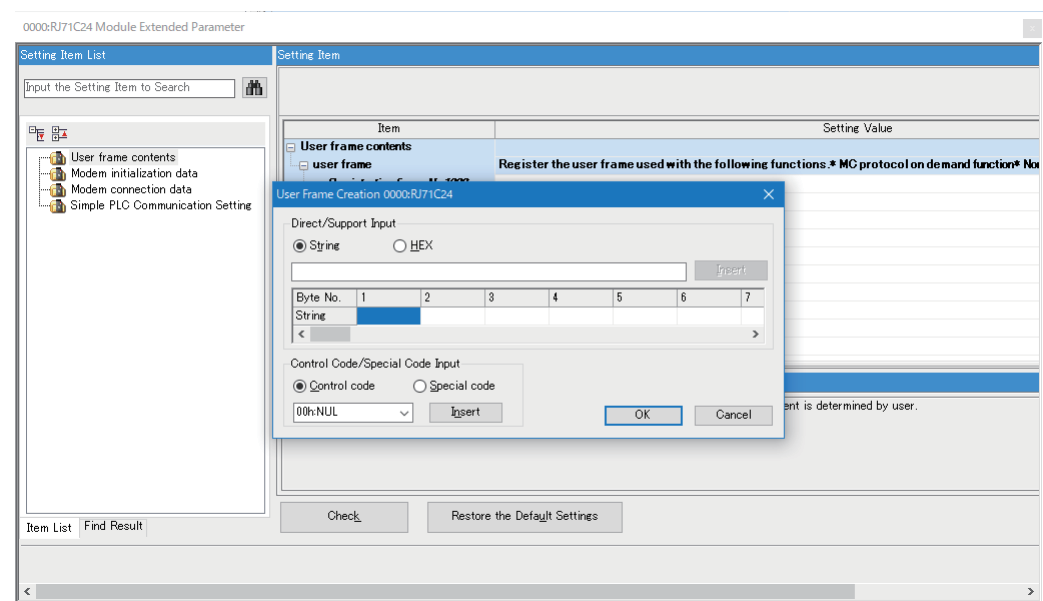 0000:RJ71C24 Module Extended Parameter
Setting Item List
Setting Item
Input the Setting Item to Search
Item
Setting Value
User frame contents
Modem initialization data
Modem connection data
Simple PLC Communication Setting
User frame contents
user frame
Register the user frame used with the following functions.* MC protocol on demand function*
User Frame Creation 0000:RJ71C24
Direct/Support Input
String
HEX
Insert
Byte No. 1 2 3 4 5 6 7
String
Control Code/Special Code Input
Control code
Special code
00h:NUL
Insert
OK
Cancel
is determined by user.
Check
Restore the Default Settings
Item List
Find Result